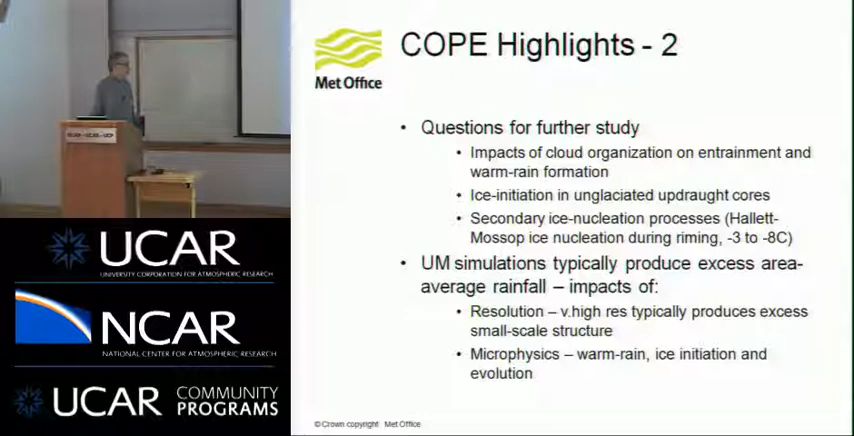 COPE Highlights - 2
Met Office
• Questions for further study
• Impacts of cloud organization on entrainment and
warm-rain formation
• Ice-initiation in unglaciated updraught cores
• Secondary ice-nucleation processes (Hallett-
Mossop ice nucleation during riming, -3 to -8C)
• UM simulations typically produce excess area-
average rainfall – impacts of:
• Resolution – v.high res typically produces excess
small-scale structure
• Microphysics – warm-rain, ice initiation and
evolution
© Crown copyright Met Office
UCAR
UNIVERSITY CORPORATION FOR ATMOSPHERIC RESEARCH
NCAR
NATIONAL CENTER FOR ATMOSPHERIC RESEARCH
UCAR COMMUNITY
PROGRAMS